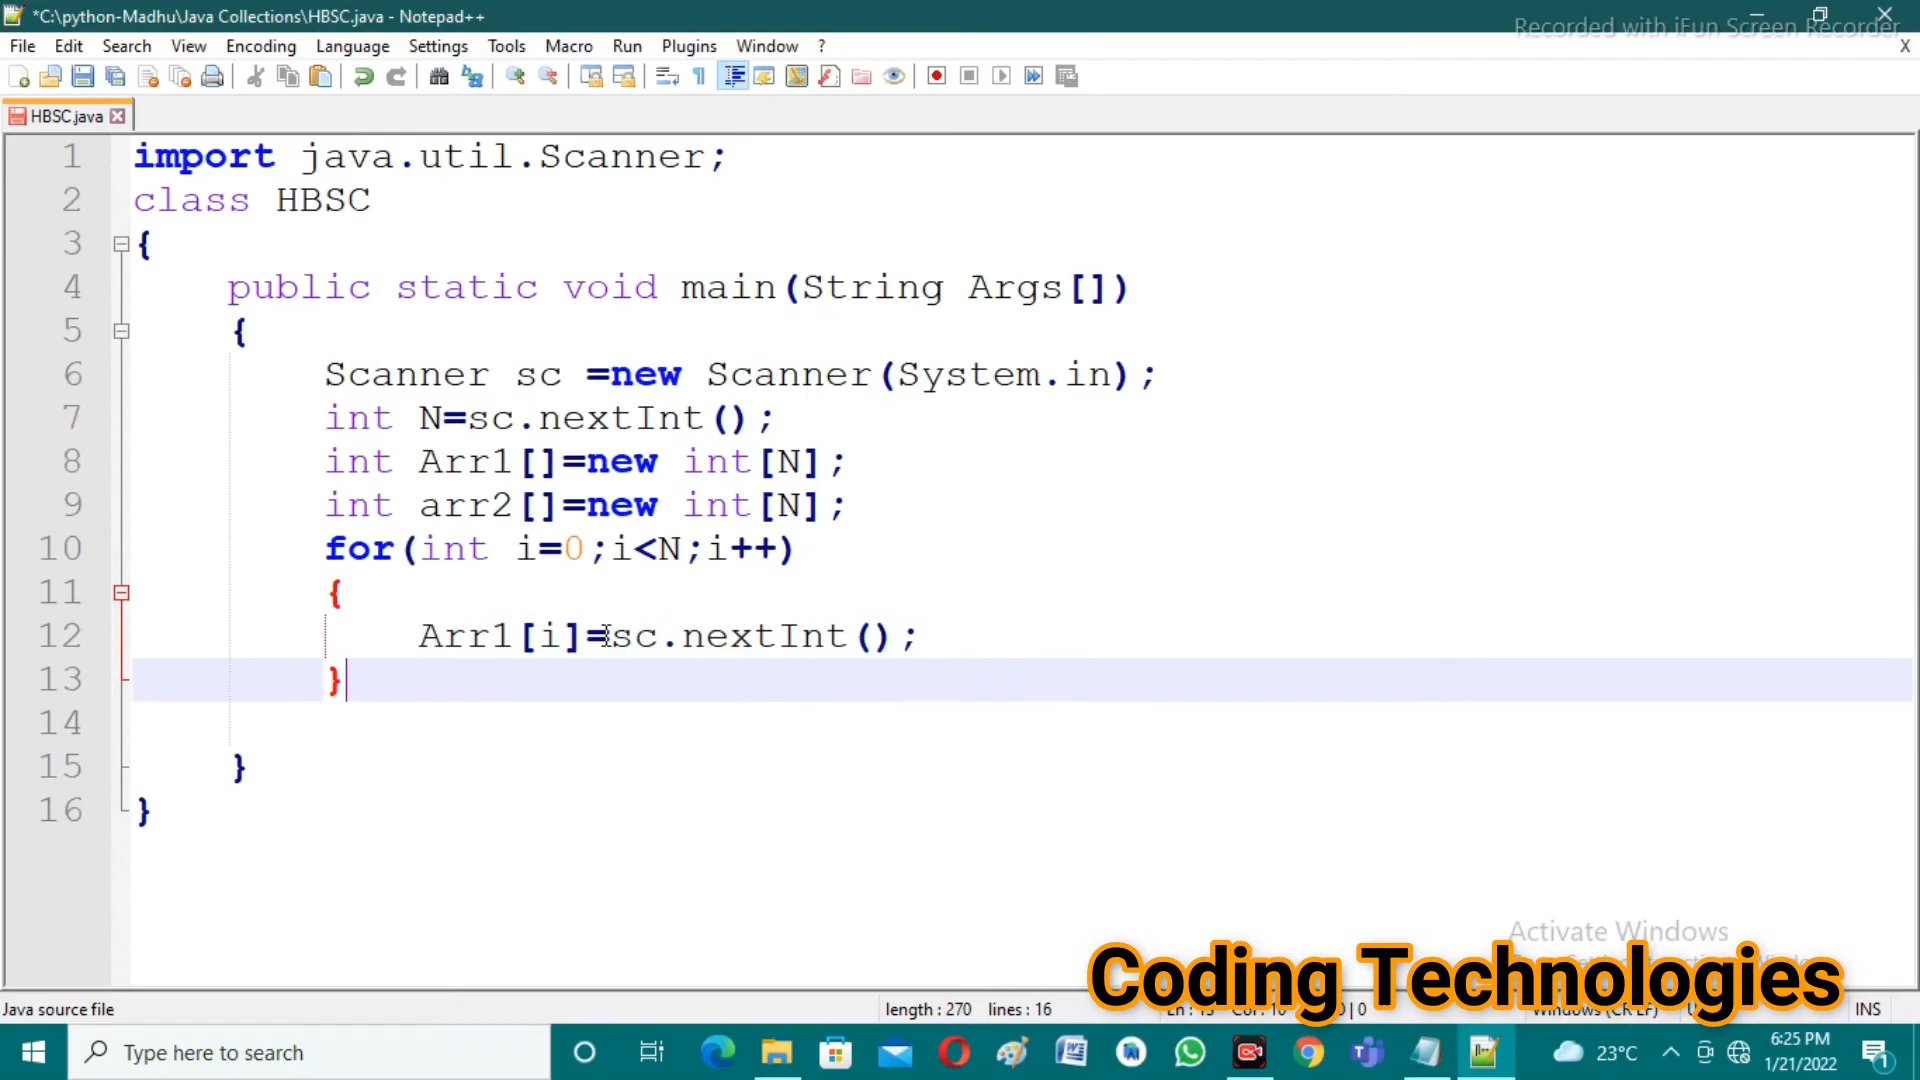 *C:\python-Madhu\Java Collections\HBSC.java - Notepad++
Recorded with iFun Screen Recorder
File Edit Search View Encoding Language Settings Tools Macro Run Plugins Window ? X
HBSC.java
1 import java.util.Scanner;
2 class HBSC
3 {
4 public static void main(String Args[])
5 {
6 Scanner sc =new Scanner(System.in);
7 int N=sc.nextInt();
8 int Arr1[]=new int[N];
9 int arr2[]=new int[N];
10 for(int i=0;i<N;i++)
11 {
12 Arr1[i]=sc.nextInt();
13 }
14
15 }
16 }
Activate Windows
Coding Technologies
Java source file length : 270 lines : 16 Windows (CR LF) INS
Type here to search 23°C 6:25 PM
1/21/2022 1